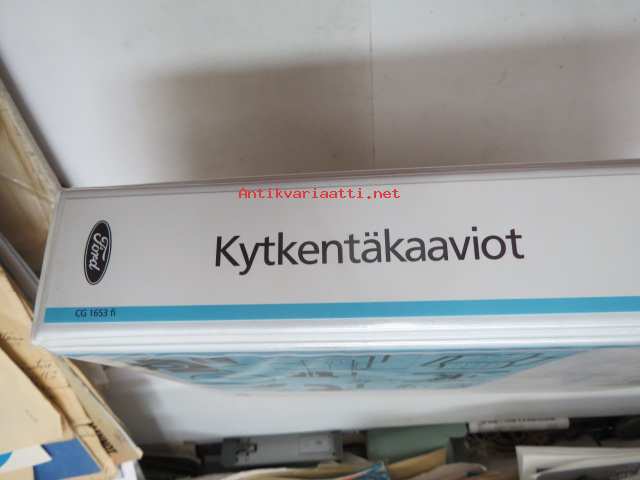 Antikvariaatti.net
Ford
Kytkentäkaaviot
CG 1653 fi